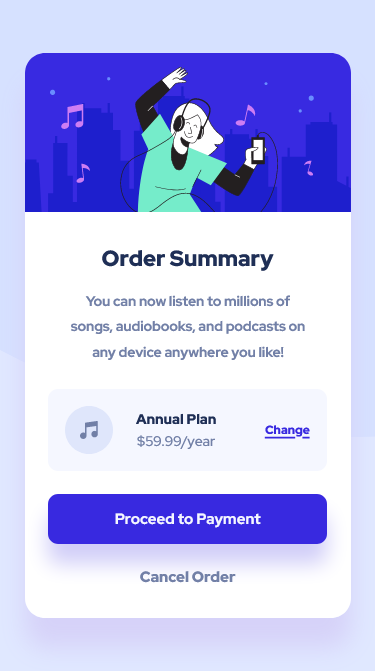 Order Summary
You can now listen to millions of
songs, audiobooks, and podcasts on
any device anywhere you like!
Annual Plan
$59.99/year
Change
Proceed to Payment
Cancel Order